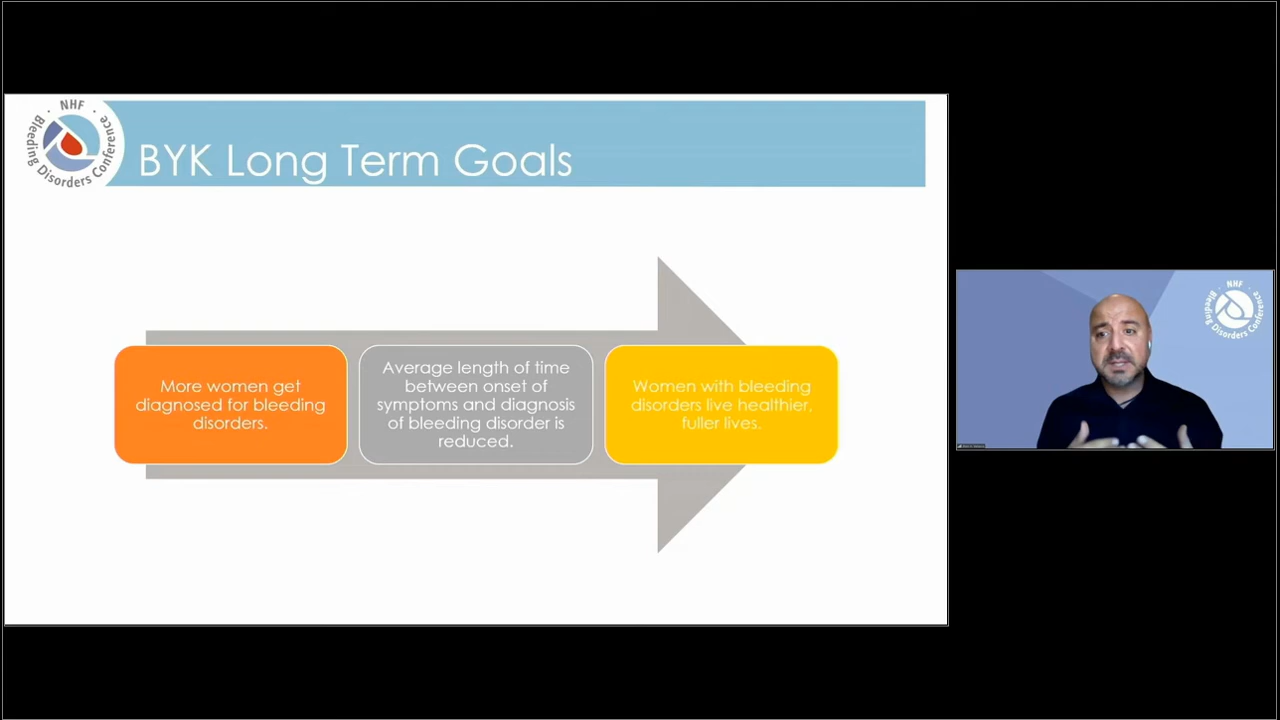 NHF
Bleeding Disorders Conference
BYK Long Term Goals
More women get
diagnosed for bleeding
disorders.
Average length of time
between onset of
symptoms and diagnosis
of bleeding disorder is
reduced.
Women with bleeding
disorders live healthier,
fuller lives.
NHF
Bleeding Disorders Conference